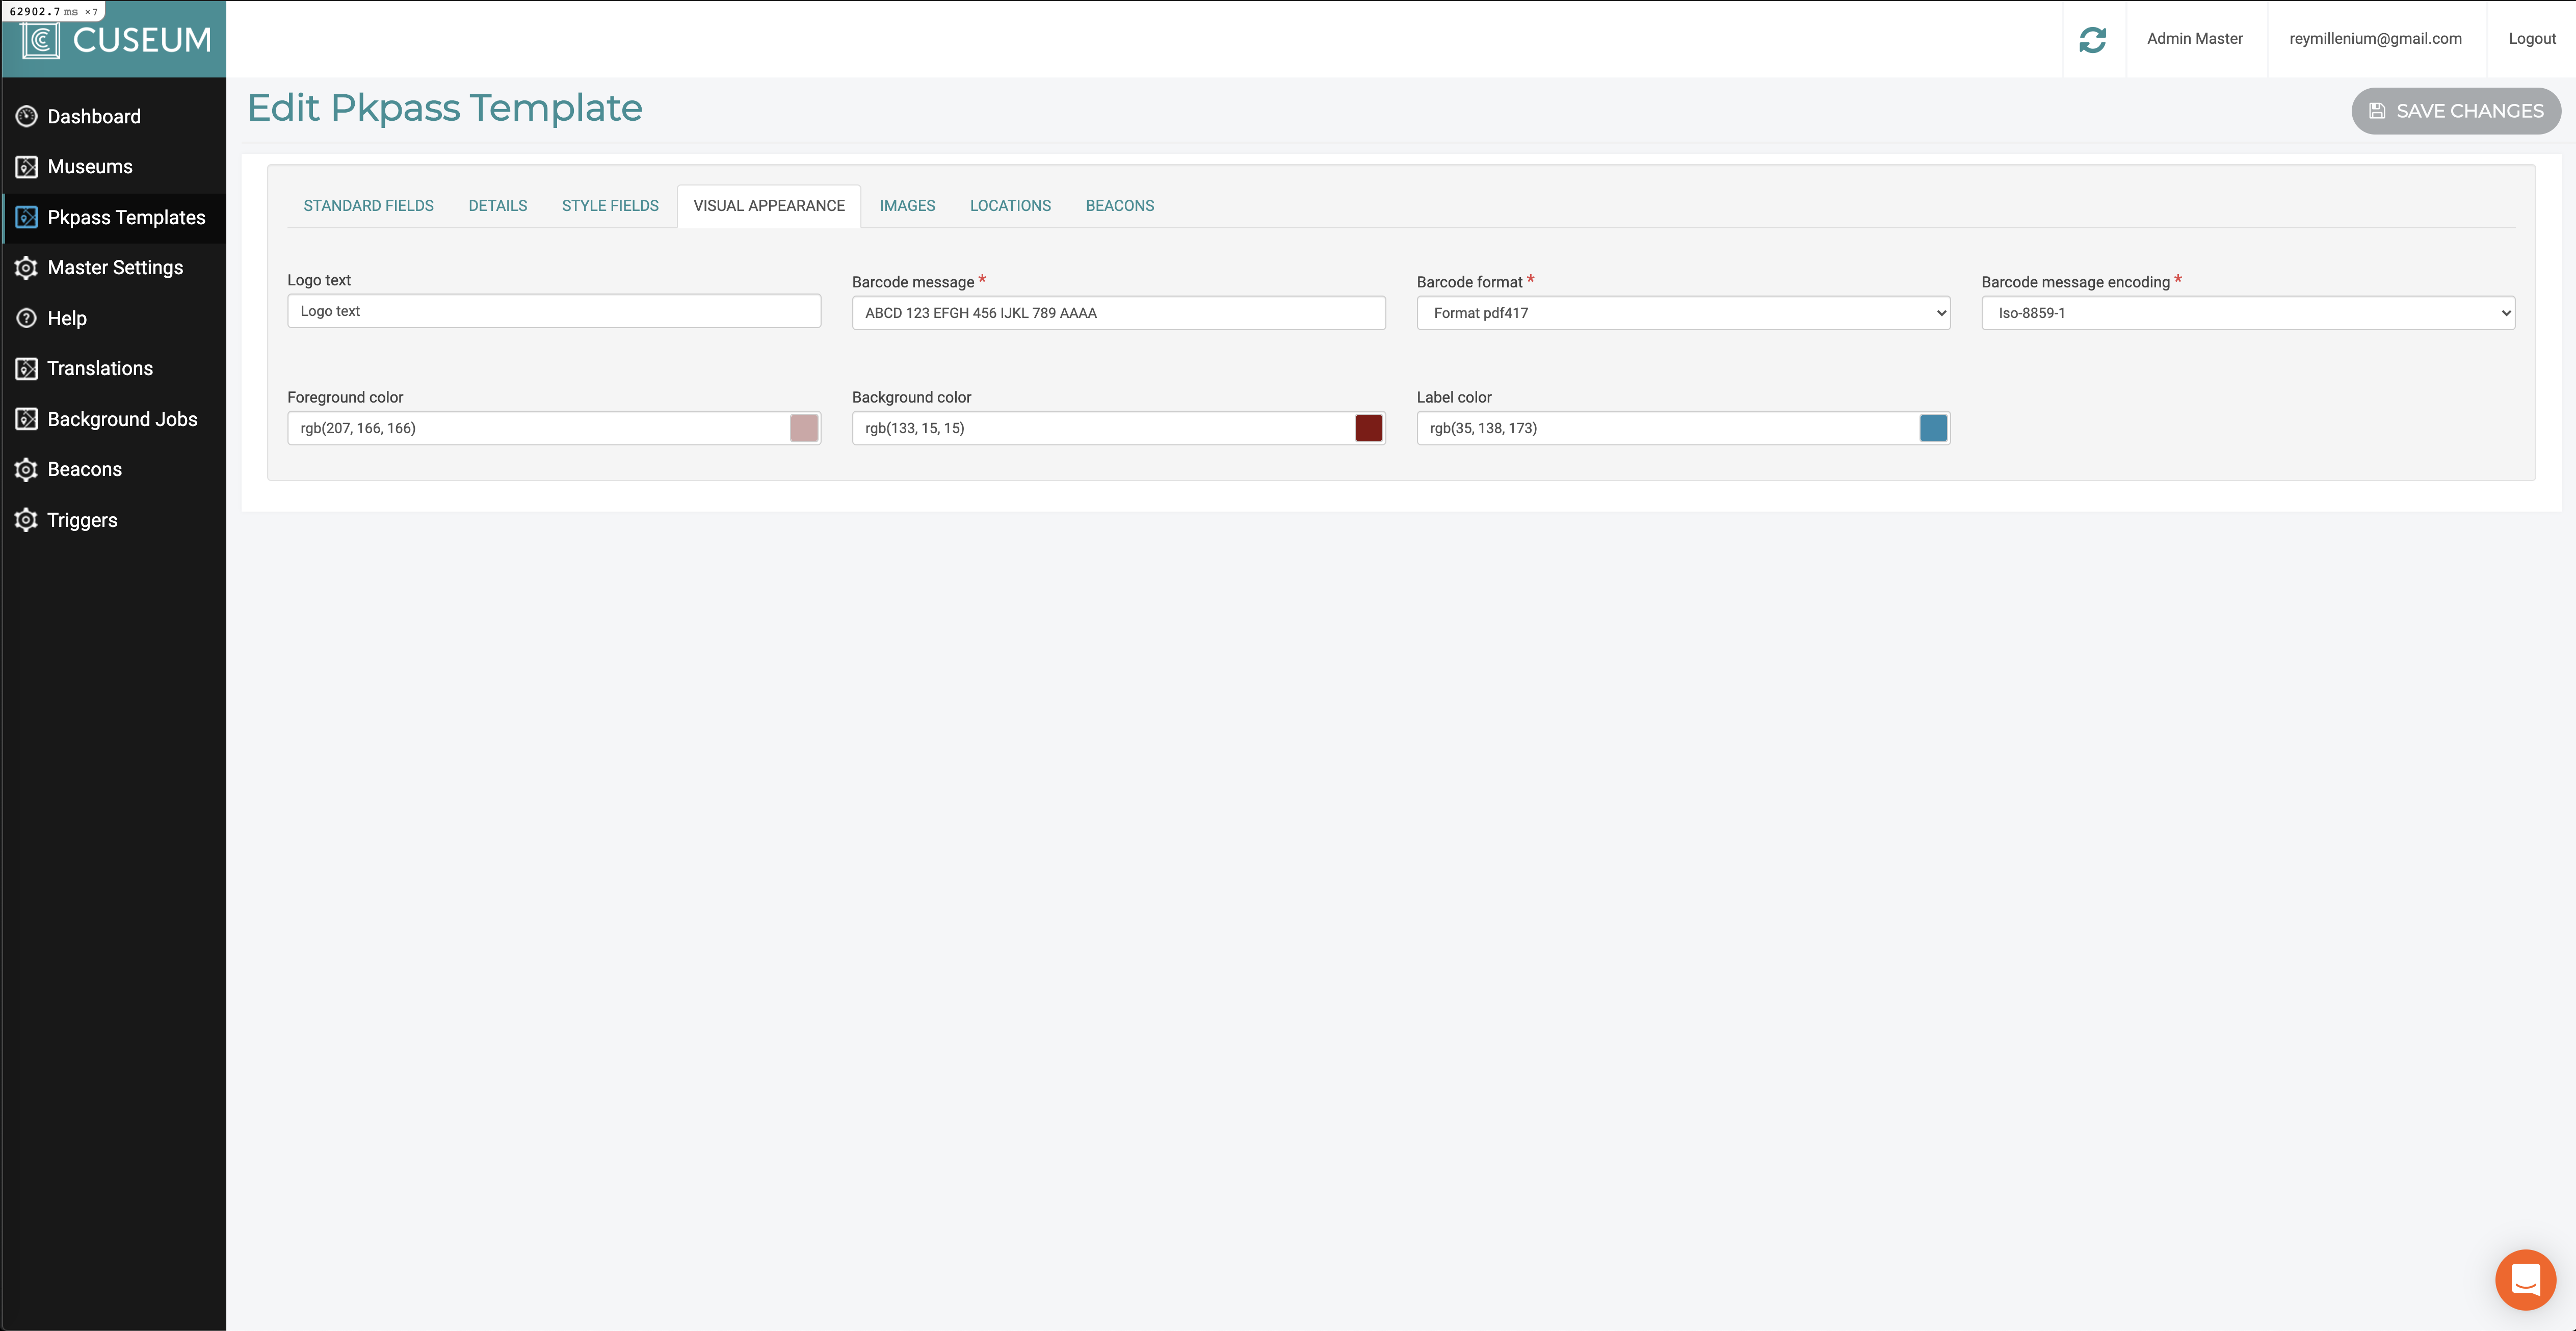 62902.7 ms ×7
CUSEUM
Admin Master
reymillenium@gmail.com
Logout
Dashboard
Museums
Pkpass Templates
Master Settings
Help
Translations
Background Jobs
Beacons
Triggers
Edit Pkpass Template
SAVE CHANGES
STANDARD FIELDS DETAILS STYLE FIELDS VISUAL APPEARANCE IMAGES LOCATIONS BEACONS
Logo text
Logo text
Barcode message *
ABCD 123 EFGH 456 IJKL 789 AAAA
Barcode format *
Format pdf417
Barcode message encoding *
Iso-8859-1
Foreground color
rgb(207, 166, 166)
Background color
rgb(133, 15, 15)
Label color
rgb(35, 138, 173)